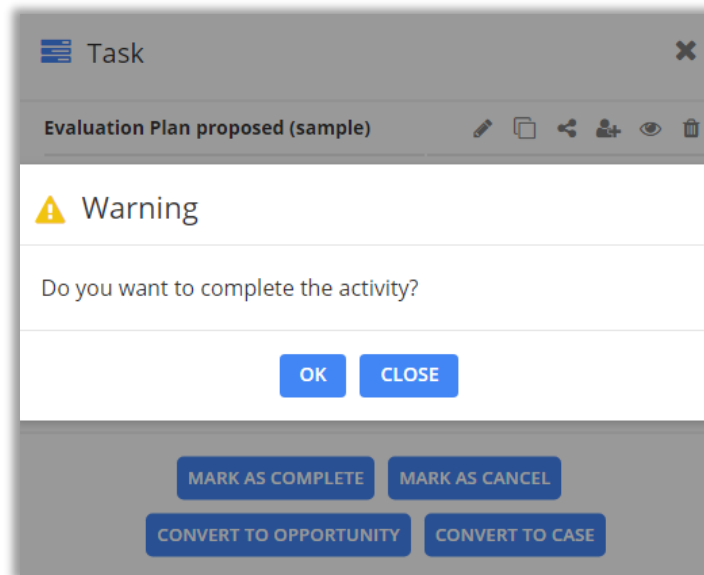 Task
Evaluation Plan proposed (sample)
Warning
Do you want to complete the activity?
OK CLOSE
MARK AS COMPLETE MARK AS CANCEL
CONVERT TO OPPORTUNITY CONVERT TO CASE